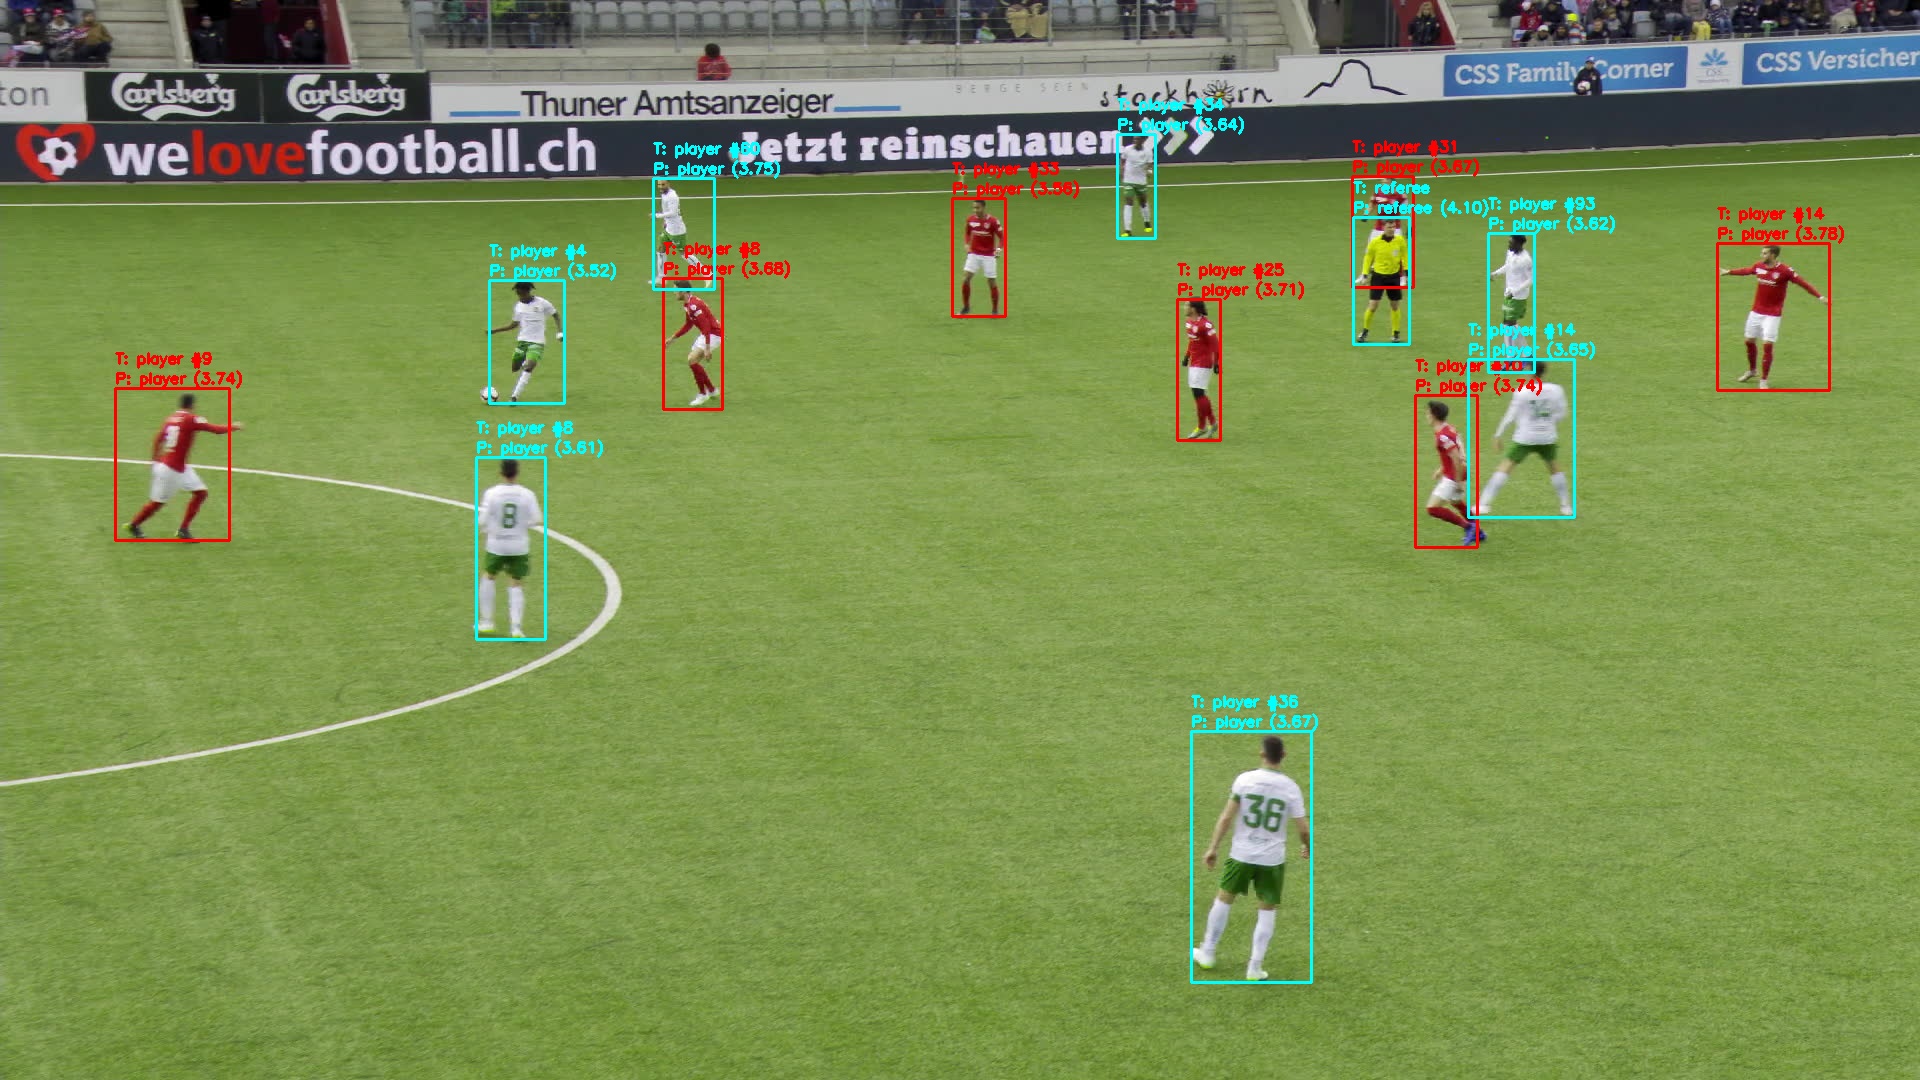 ton
Carlsberg
Carlsberg
Thuner Amtsanzeiger
BERGE SEEN
stockhorn
CSS Family Corner
CSS
CSS Versicher
welovefootball.ch
Jetzt reinschauen
T: player #34
P: player (3.64)
T: player #80
P: player (3.75)
T: player #33
P: player (3.56)
T: player #31
P: player (3.67)
T: referee
P: referee (4.10)
T: player #93
P: player (3.62)
T: player #14
P: player (3.78)
T: player #4
P: player (3.52)
T: player #8
P: player (3.68)
T: player #25
P: player (3.71)
T: player #14
P: player (3.65)
T: player
P: player (3.74)
T: player #9
P: player (3.74)
T: player #8
P: player (3.61)
8
T: player #36
P: player (3.67)
36